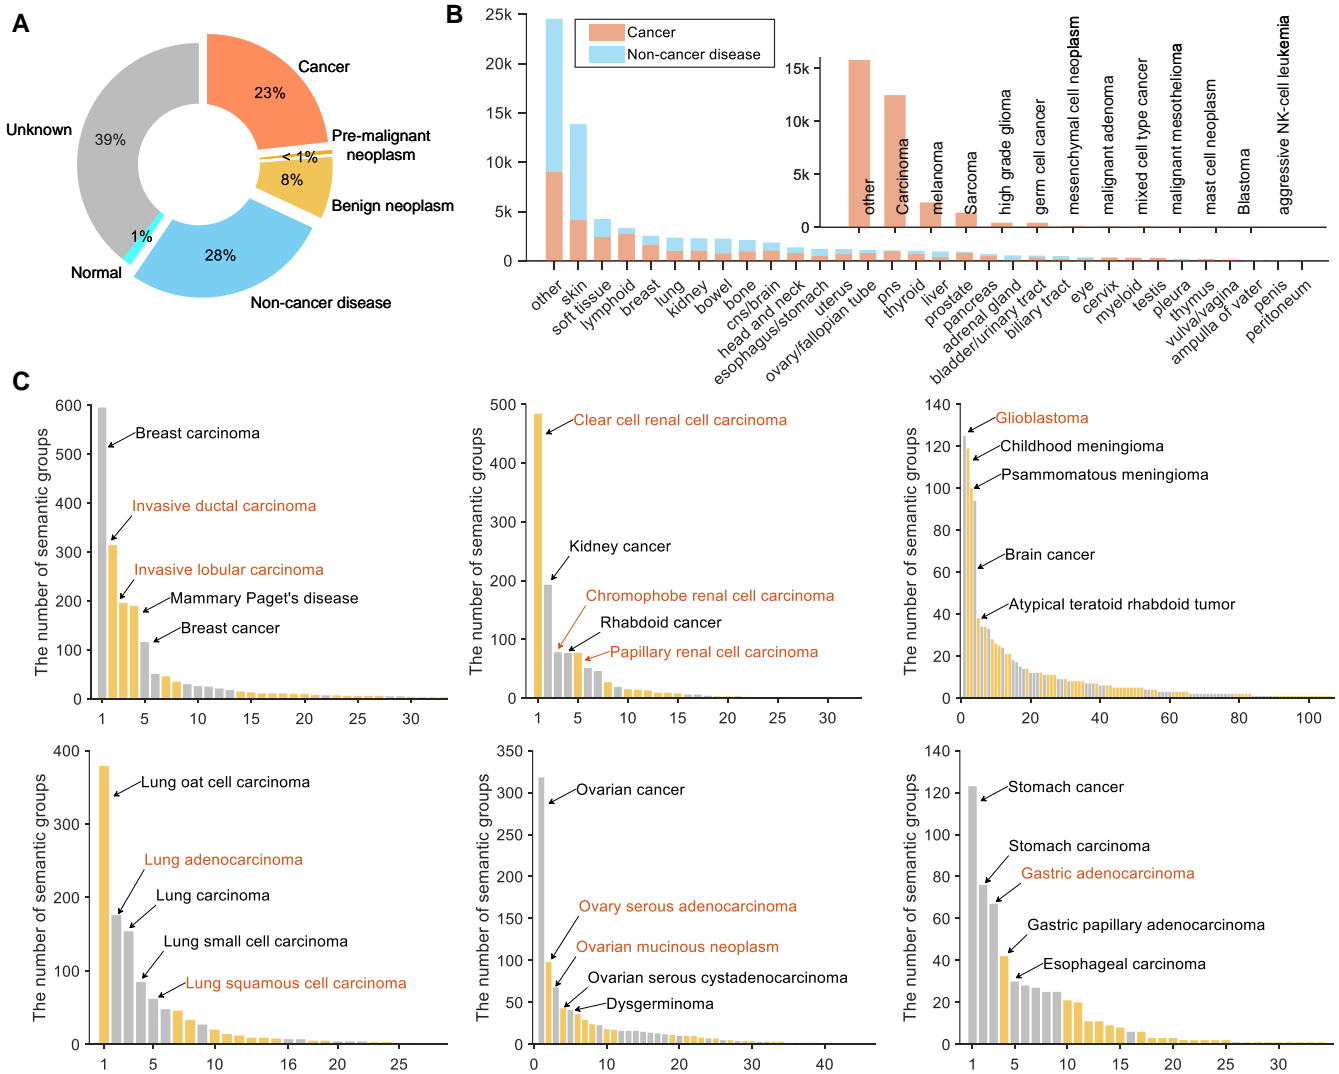 A
Cancer
23%
Pre-malignant
neoplasm
< 1%
8%
Benign neoplasm
28%
Non-cancer disease
1%
Normal
39%
Unknown
B
25k
20k
15k
10k
5k
0
Cancer
Non-cancer disease
other
skin
soft tissue
lymphoid
breast
lung
kidney
bowel
bone
cns/brain
head and neck
esophagus/stomach
uterus
ovary/fallopian tube
pns
thyroid
liver
prostate
pancreas
adrenal gland
bladder/urinary tract
biliary tract
eye
cervix
myeloid
testis
pleura
thymus
vulva/vagina
ampulla of vater
penis
peritoneum
15k
10k
5k
0
other
Carcinoma
melanoma
Sarcoma
high grade glioma
germ cell cancer
mesenchymal cell neoplasm
malignant adenoma
mixed cell type cancer
malignant mesothelioma
mast cell neoplasm
Blastoma
aggressive NK-cell leukemia
C
The number of semantic groups
600
500
400
300
200
100
0
Breast carcinoma
Invasive ductal carcinoma
Invasive lobular carcinoma
Mammary Paget's disease
Breast cancer
1 5 10 15 20 25 30
The number of semantic groups
500
400
300
200
100
0
Clear cell renal cell carcinoma
Kidney cancer
Chromophobe renal cell carcinoma
Rhabdoid cancer
Papillary renal cell carcinoma
1 5 10 15 20 25 30
The number of semantic groups
140
120
100
80
60
40
20
0
Glioblastoma
Childhood meningioma
Psammomatous meningioma
Brain cancer
Atypical teratoid rhabdoid tumor
0 20 40 60 80 100
The number of semantic groups
400
300
200
100
0
Lung oat cell carcinoma
Lung adenocarcinoma
Lung carcinoma
Lung small cell carcinoma
Lung squamous cell carcinoma
1 5 10 15 20 25
The number of semantic groups
350
300
250
200
150
100
50
0
Ovarian cancer
Ovary serous adenocarcinoma
Ovarian mucinous neoplasm
Ovarian serous cystadenocarcinoma
Dysgerminoma
0 10 20 30 40
The number of semantic groups
140
120
100
80
60
40
20
0
Stomach cancer
Stomach carcinoma
Gastric adenocarcinoma
Gastric papillary adenocarcinoma
Esophageal carcinoma
1 5 10 15 20 25 30